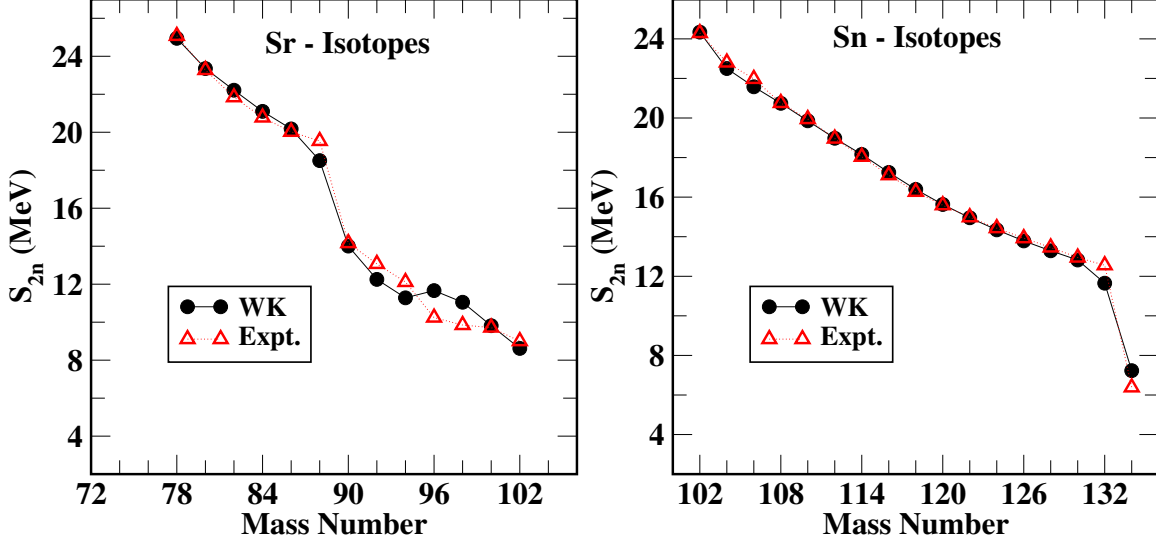 Sr - Isotopes
S2n (MeV)
24
20
16
12
8
4
WK
Expt.
72 78 84 90 96 102
Mass Number
Sn - Isotopes
S2n (MeV)
24
20
16
12
8
4
WK
Expt.
102 108 114 120 126 132
Mass Number